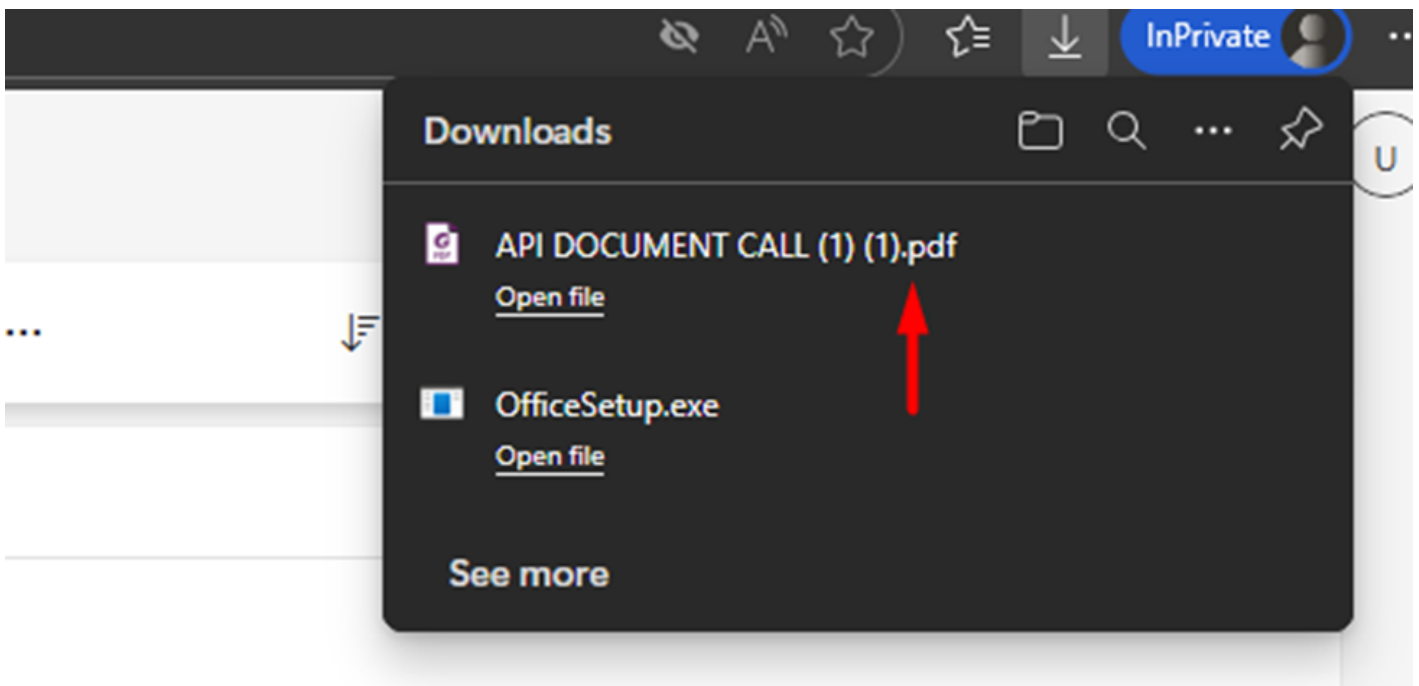 InPrivate
Downloads
U
API DOCUMENT CALL (1) (1).pdf
Open file
OfficeSetup.exe
Open file
See more